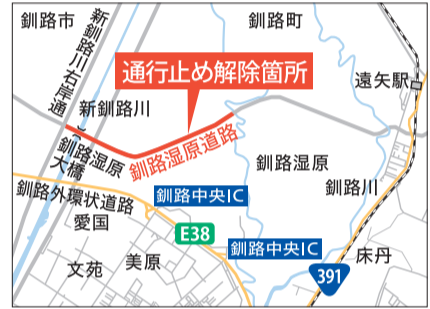 釧路市
釧路町
新釧路川右岸通
通行止め解除箇所
遠矢駅
新釧路川
釧路湿原
大橋
釧路湿原道路
釧路湿原
釧路川
釧路外環状道路
釧路中央IC
愛国
E38
釧路中央IC
文苑
美原
床丹
391